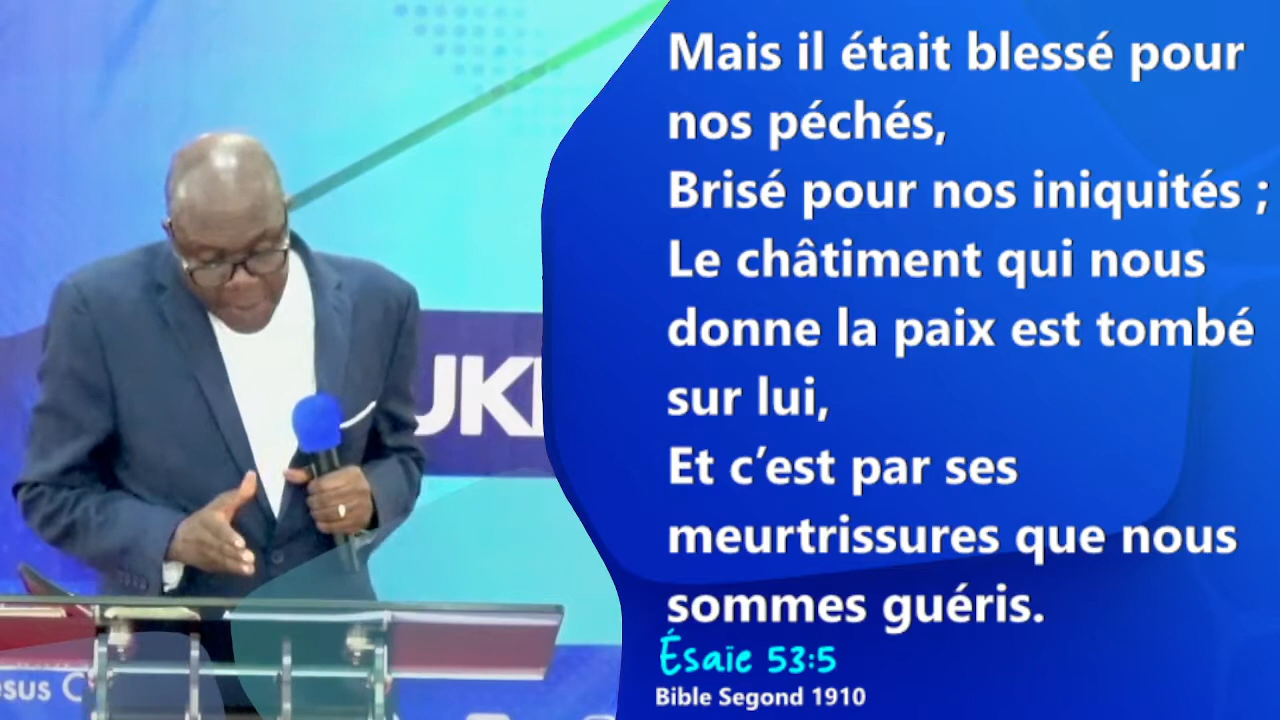 Mais il était blessé pour
nos péchés,
Brisé pour nos iniquités ;
Le châtiment qui nous
donne la paix est tombé
sur lui,
Et c’est par ses
meurtrissures que nous
sommes guéris.
Ésaïe 53:5
Bible Segond 1910